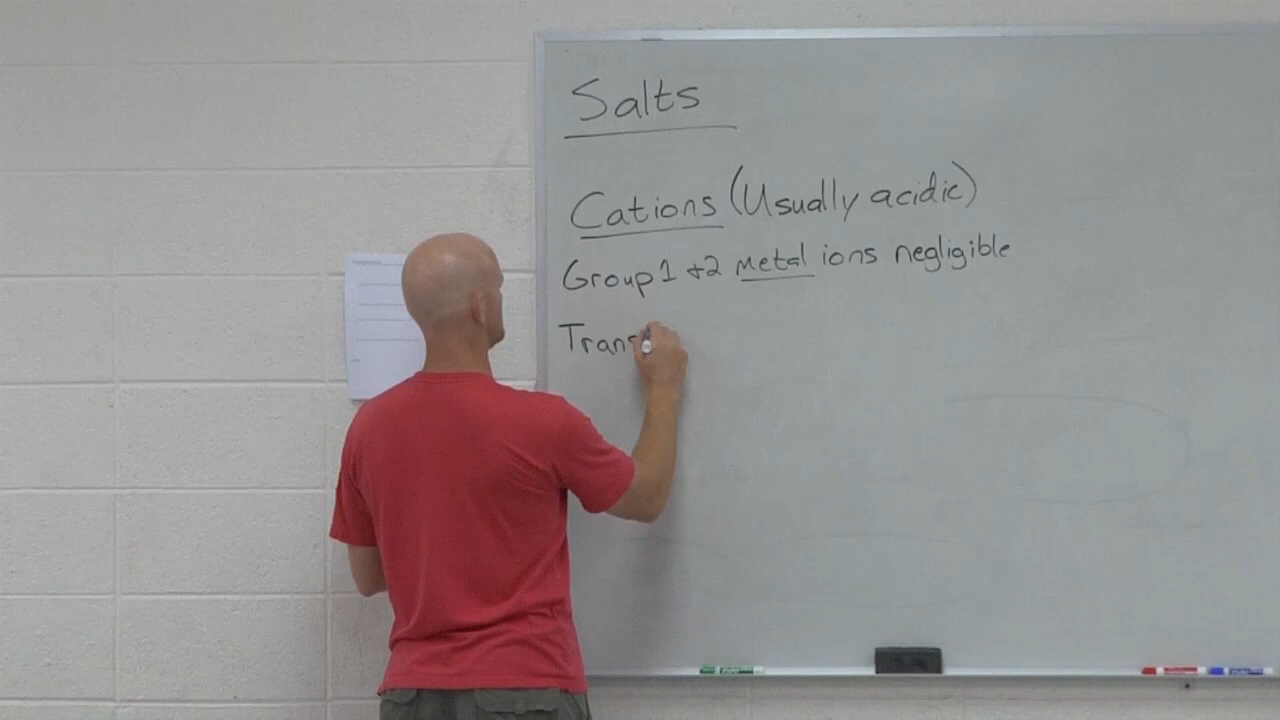 Salts
Cations (Usually acidic)
Group 1 +2 metal ions negligible
Trans